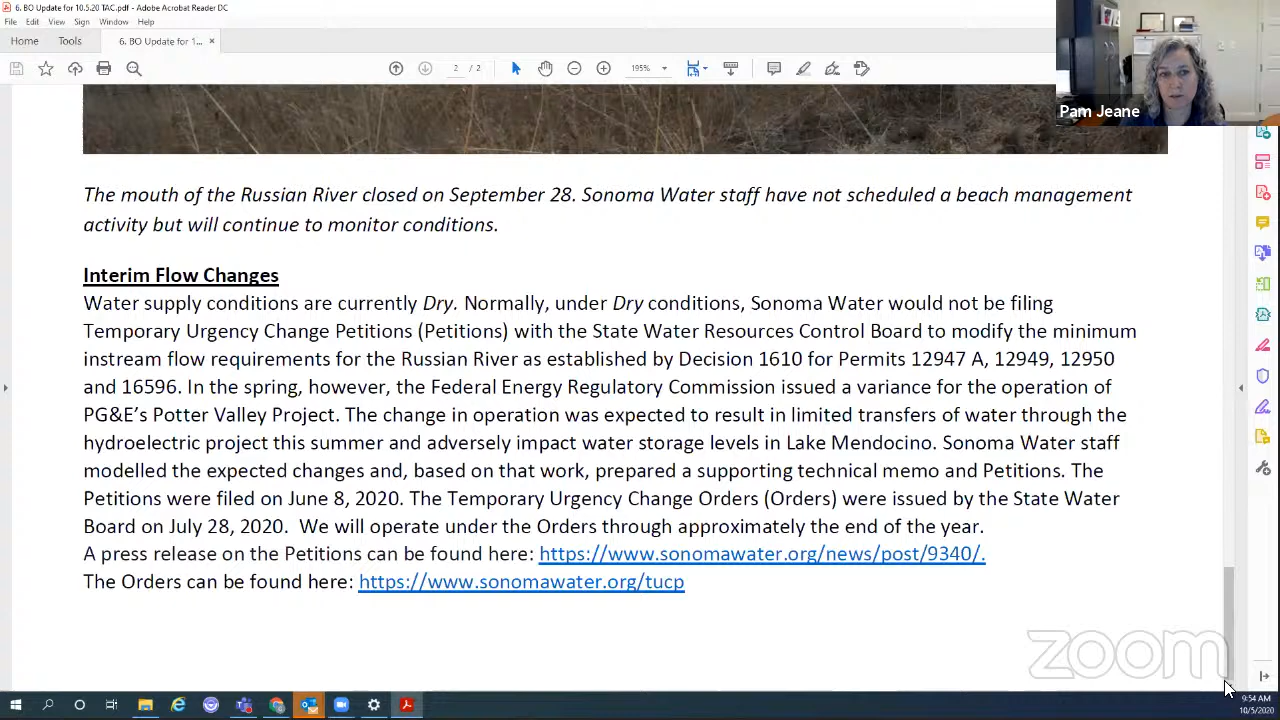 6. BO Update for 10.5.20 TAC.pdf - Adobe Acrobat Reader DC
File Edit View Sign Window Help
Home Tools 6. BO Update for 1... ×
2 / 2 195%
Pam Jeane
The mouth of the Russian River closed on September 28. Sonoma Water staff have not scheduled a beach management
activity but will continue to monitor conditions.
Interim Flow Changes
Water supply conditions are currently Dry. Normally, under Dry conditions, Sonoma Water would not be filing
Temporary Urgency Change Petitions (Petitions) with the State Water Resources Control Board to modify the minimum
instream flow requirements for the Russian River as established by Decision 1610 for Permits 12947 A, 12949, 12950
and 16596. In the spring, however, the Federal Energy Regulatory Commission issued a variance for the operation of
PG&E’s Potter Valley Project. The change in operation was expected to result in limited transfers of water through the
hydroelectric project this summer and adversely impact water storage levels in Lake Mendocino. Sonoma Water staff
modelled the expected changes and, based on that work, prepared a supporting technical memo and Petitions. The
Petitions were filed on June 8, 2020. The Temporary Urgency Change Orders (Orders) were issued by the State Water
Board on July 28, 2020. We will operate under the Orders through approximately the end of the year.
A press release on the Petitions can be found here: https://www.sonomawater.org/news/post/9340/.
The Orders can be found here: https://www.sonomawater.org/tucp
zoom
9:54 AM
10/5/2020